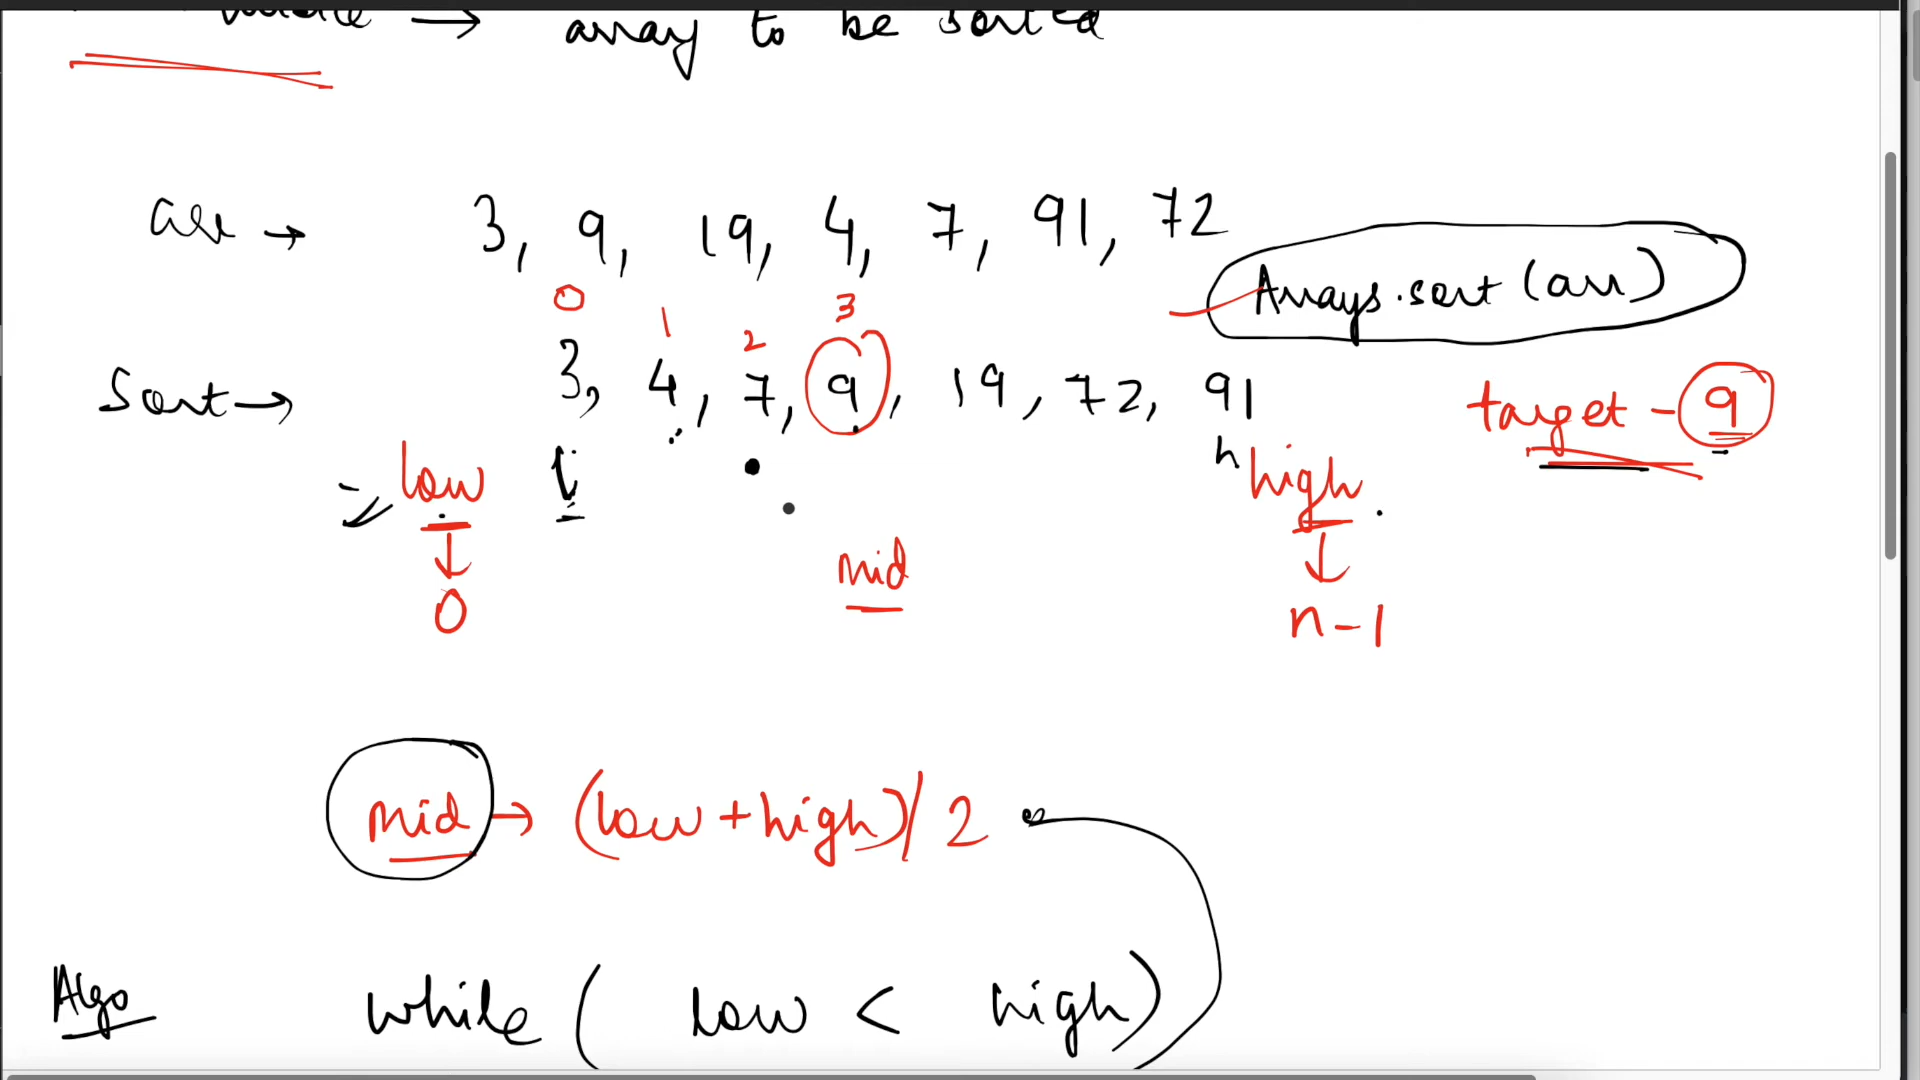 → array to be sorted
arr → 3, 9, 19, 4, 7, 91, 72
Arrays.sort (arr)
0 1 2 3
Sort → 3, 4, 7, 9, 19, 72, 91
target - 9
low l h high
↓ ↓
0 mid n-1
mid → (low + high) / 2
Algo while ( low < high)